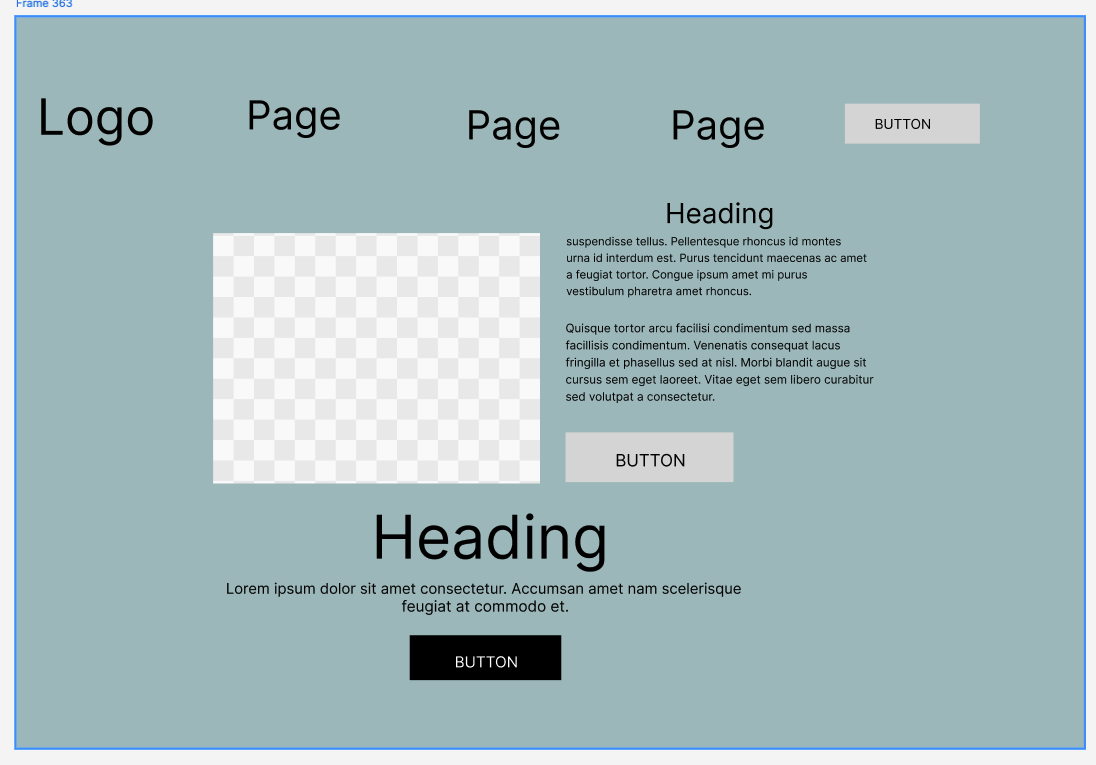 Frame 363
Logo
Page
Page
Page
BUTTON
Heading
suspendisse tellus. Pellentesque rhoncus id montes
urna id interdum est. Purus tencidunt maecenas ac amet
a feugiat tortor. Congue ipsum amet mi purus
vestibulum pharetra amet rhoncus.
Quisque tortor arcu facilisi condimentum sed massa
facillisis condimentum. Venenatis consequat lacus
fringilla et phasellus sed at nisl. Morbi blandit augue sit
cursus sem eget laoreet. Vitae eget sem libero curabitur
sed volutpat a consectetur.
BUTTON
Heading
Lorem ipsum dolor sit amet consectetur. Accumsan amet nam scelerisque
feugiat at commodo et.
BUTTON